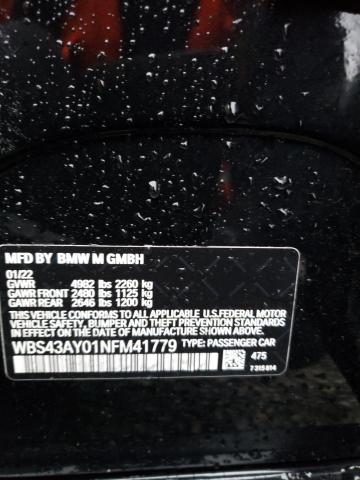 MFD BY BMW M GMBH
01/22
GVWR 4982 lbs 2260 kg
GAWR FRONT 2480 lbs 1125 kg
GAWR REAR 2646 lbs 1200 kg
THIS VEHICLE CONFORMS TO ALL APPLICABLE U.S.FEDERAL MOTOR
VEHICLE SAFETY, BUMPER AND THEFT PREVENTION STANDARDS
IN EFFECT ON THE DATE OF MANUFACTURE SHOWN ABOVE.
WBS43AY01NFM41779 TYPE: PASSENGER CAR
475
7315614